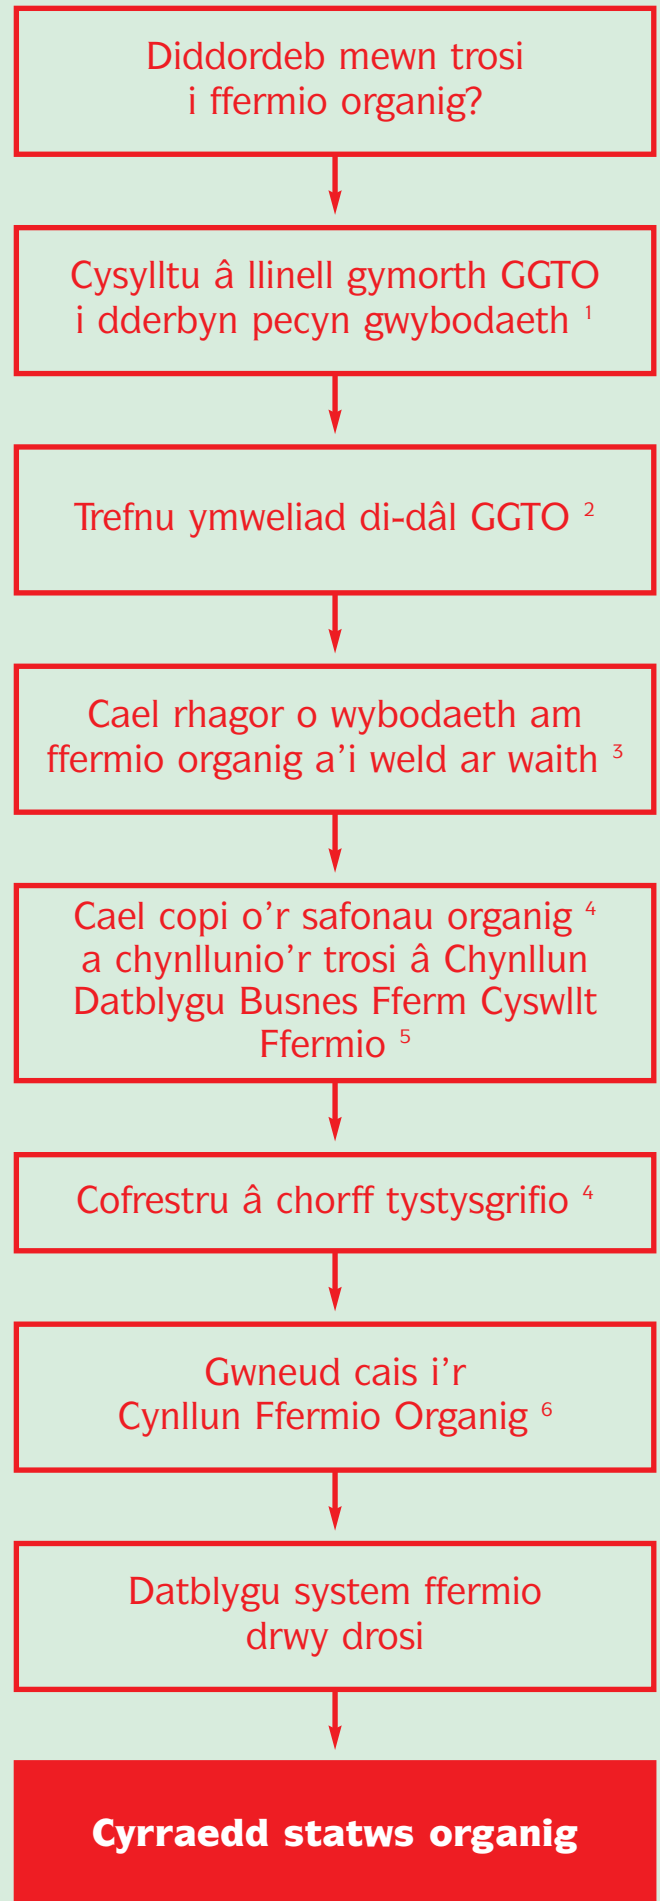 Diddordeb mewn trosi
i ffermio organig?
Cysylltu â llinell gymorth GGTO
i dderbyn pecyn gwybodaeth ¹
Trefnu ymweliad di-dâl GGTO ²
Cael rhagor o wybodaeth am
ffermio organig a’i weld ar waith ³
Cael copi o’r safonau organig ⁴
a chynllunio’r trosi â Chynllun
Datblygu Busnes Fferm Cyswllt
Ffermio ⁵
Cofrestru â chorff tystysgrifio ⁴
Gwneud cais i’r
Cynllun Ffermio Organig ⁶
Datblygu system ffermio
drwy drosi
Cyrraedd statws organig